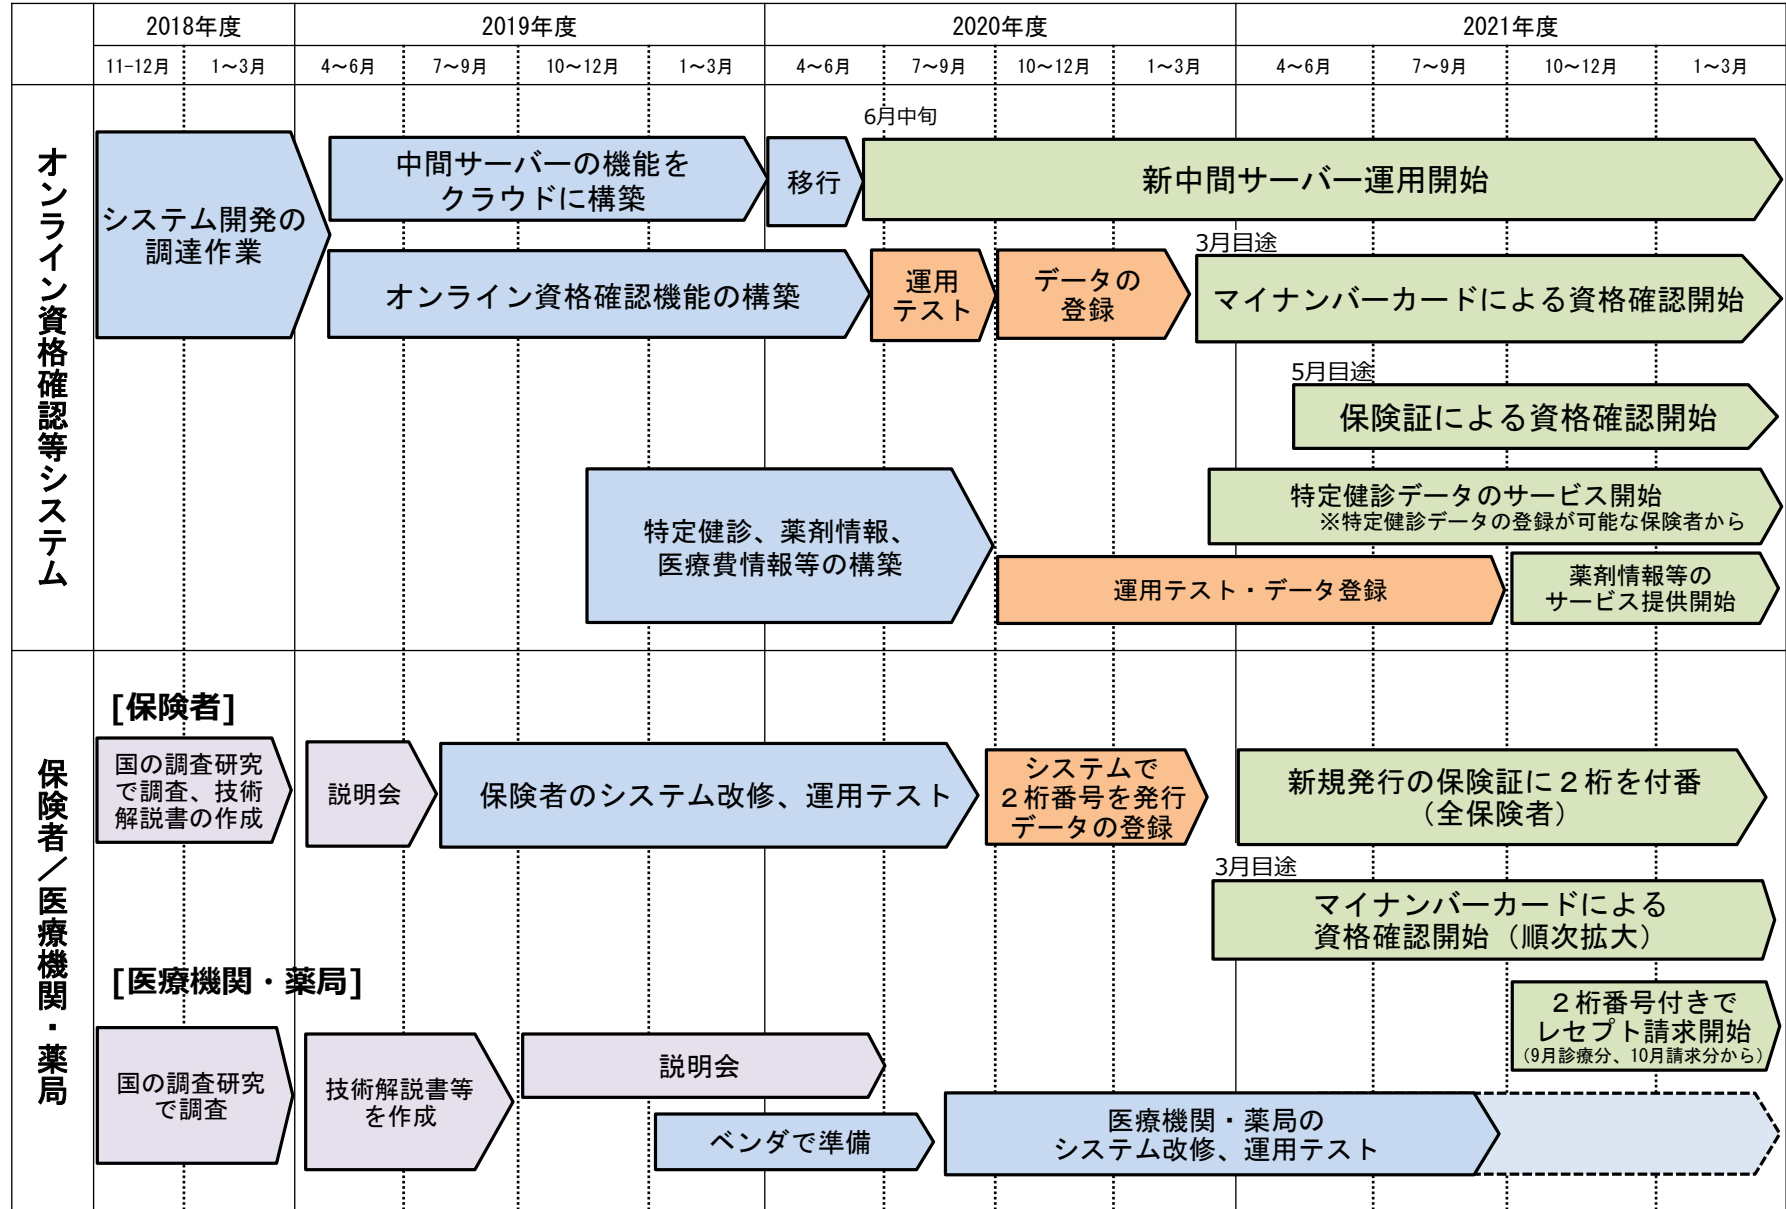 2018年度
2019年度
2020年度
2021年度
11-12月
1～3月
4～6月
7～9月
10～12月
1～3月
4～6月
7～9月
10～12月
1～3月
4～6月
7～9月
10～12月
1～3月
オンライン資格確認等システム
システム開発の
調達作業
中間サーバーの機能を
クラウドに構築
移行
6月中旬
新中間サーバー運用開始
オンライン資格確認機能の構築
運用
テスト
データの
登録
3月目途
マイナンバーカードによる資格確認開始
5月目途
保険証による資格確認開始
特定健診、薬剤情報、
医療費情報等の構築
特定健診データのサービス開始
※特定健診データの登録が可能な保険者から
運用テスト・データ登録
薬剤情報等の
サービス提供開始
保険者／医療機関・薬局
[保険者]
国の調査研究
で調査、技術
解説書の作成
説明会
保険者のシステム改修、運用テスト
システムで
２桁番号を発行
データの登録
新規発行の保険証に２桁を付番
（全保険者）
3月目途
マイナンバーカードによる
資格確認開始（順次拡大）
[医療機関・薬局]
国の調査研究
で調査
技術解説書等
を作成
説明会
ベンダで準備
２桁番号付きで
レセプト請求開始
（9月診療分、10月請求分から）
医療機関・薬局の
システム改修、運用テスト